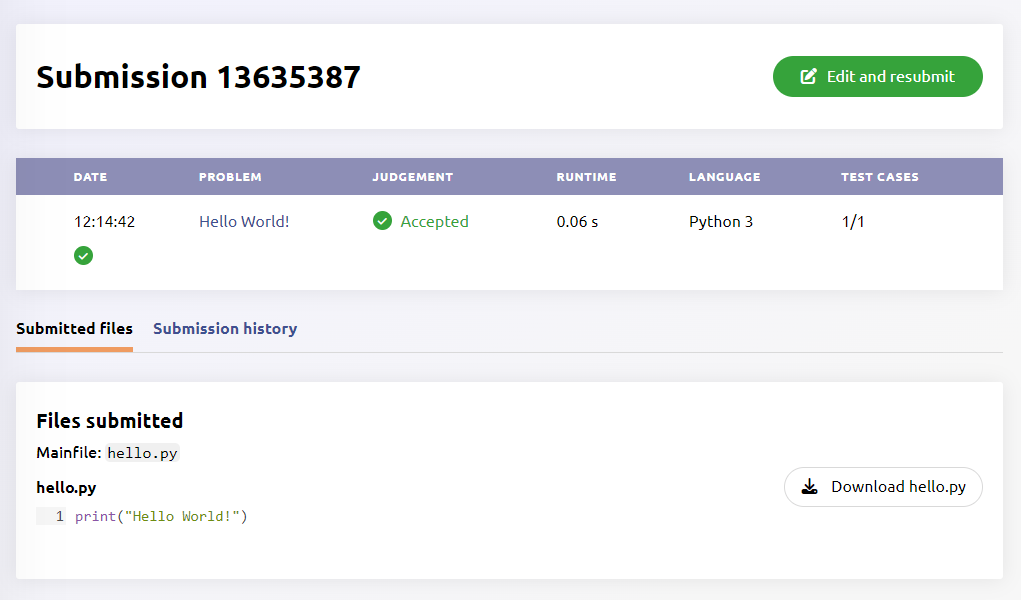 Submission 13635387
Edit and resubmit
DATE PROBLEM JUDGEMENT RUNTIME LANGUAGE TEST CASES
12:14:42 Hello World! Accepted 0.06 s Python 3 1/1
Submitted files Submission history
Files submitted
Mainfile: hello.py
hello.py
Download hello.py
1 print("Hello World!")